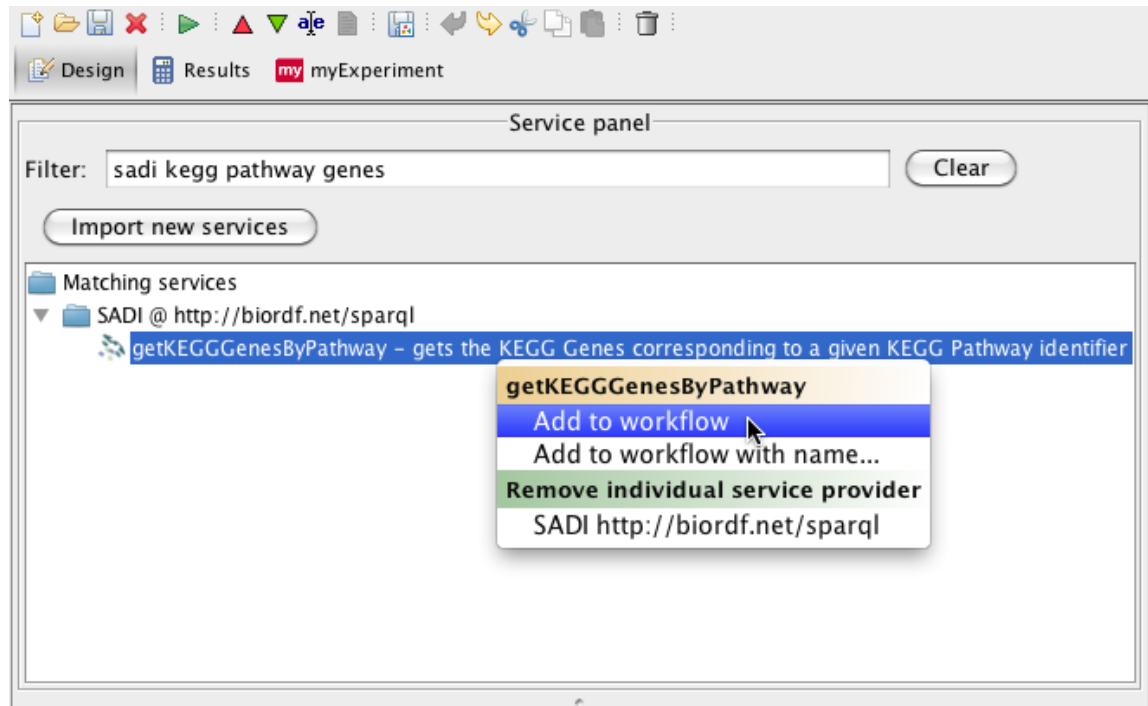 aJe
Design Results my myExperiment
Service panel
Filter: sadi kegg pathway genes Clear
Import new services
Matching services
SADI @ http://biordf.net/sparql
getKEGGGenesByPathway – gets the KEGG Genes corresponding to a given KEGG Pathway identifier
getKEGGGenesByPathway
Add to workflow
Add to workflow with name...
Remove individual service provider
SADI http://biordf.net/sparql